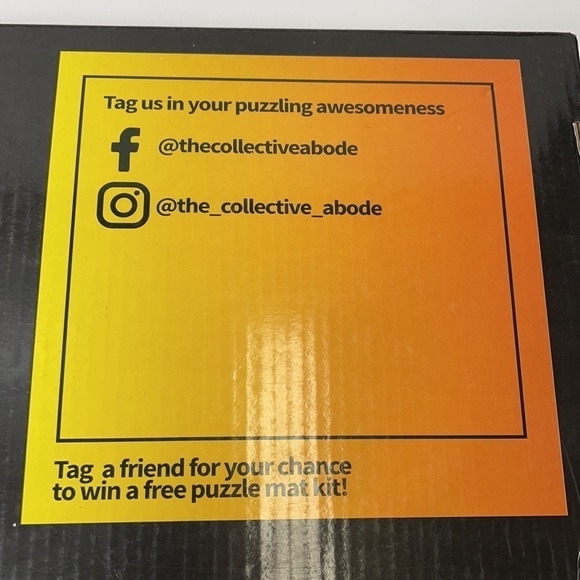 Tag us in your puzzling awesomeness
@thecollectiveabode
@the_collective_abode
Tag a friend for your chance
to win a free puzzle mat kit!